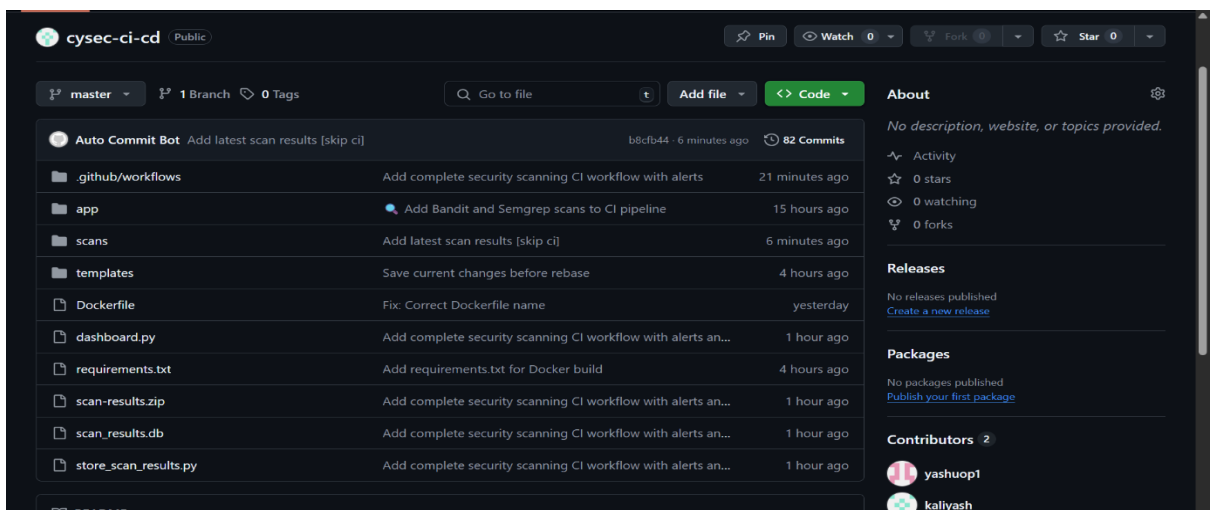 cysec-ci-cd Public
Pin
Watch 0
Fork 0
Star 0
master
1 Branch
0 Tags
Go to file
t
Add file
<> Code
Auto Commit Bot Add latest scan results [skip ci] b8cfb44 · 6 minutes ago 82 Commits
.github/workflows Add complete security scanning CI workflow with alerts 21 minutes ago
app Add Bandit and Semgrep scans to CI pipeline 15 hours ago
scans Add latest scan results [skip ci] 6 minutes ago
templates Save current changes before rebase 4 hours ago
Dockerfile Fix: Correct Dockerfile name yesterday
dashboard.py Add complete security scanning CI workflow with alerts an... 1 hour ago
requirements.txt Add requirements.txt for Docker build 4 hours ago
scan-results.zip Add complete security scanning CI workflow with alerts an... 1 hour ago
scan_results.db Add complete security scanning CI workflow with alerts an... 1 hour ago
store_scan_results.py Add complete security scanning CI workflow with alerts an... 1 hour ago
About
No description, website, or topics provided.
Activity
0 stars
0 watching
0 forks
Releases
No releases published
Create a new release
Packages
No packages published
Publish your first package
Contributors 2
yashuop1
kaliyash